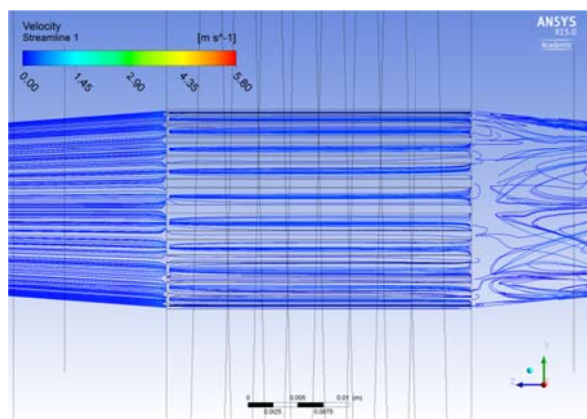 Velocity
Streamline 1
[m s^-1]
0.00 1.45 2.90 4.35 5.80
ANSYS
R15.0
Academic
0 0.005 0.01 (m)
0.0025 0.0075
Y
Z